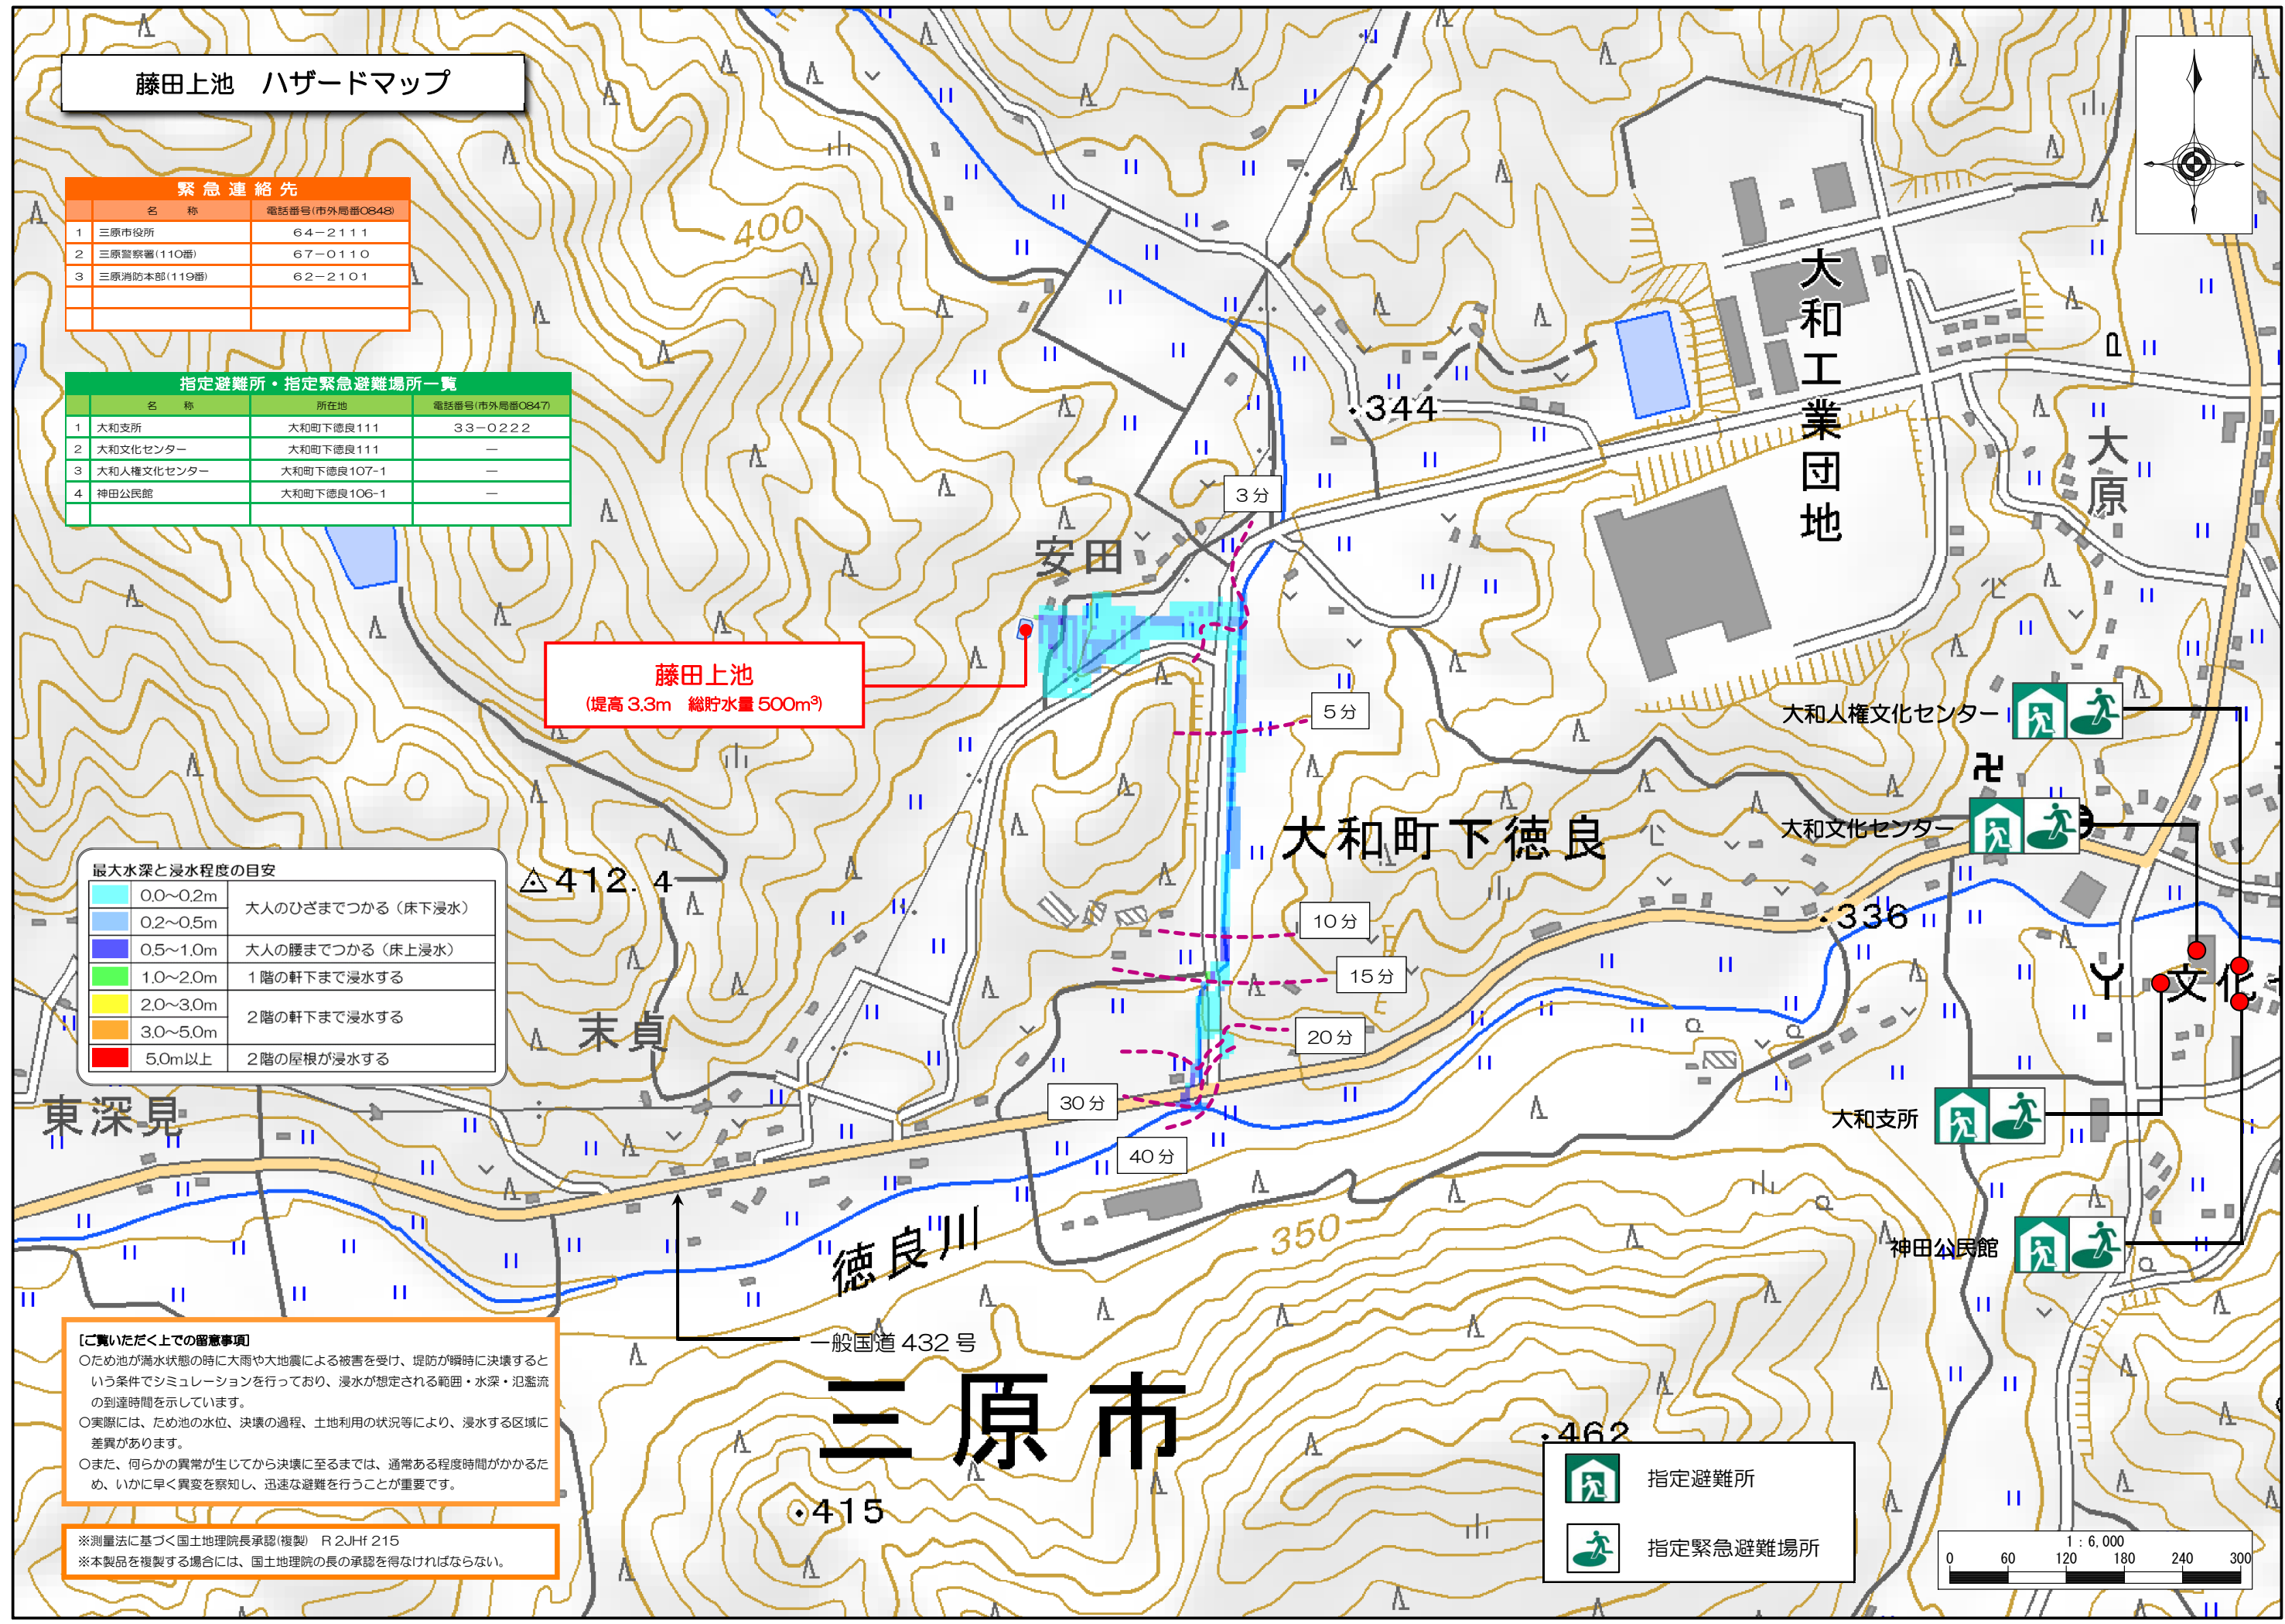 藤田上池　ハザードマップ
緊 急 連 絡 先
名　称　電話番号(市外局番0848)
1　三原市役所　64－2111
2　三原警察署(110番)　67－0110
3　三原消防本部(119番)　62－2101
指定避難所・指定緊急避難場所一覧
名　称　所在地　電話番号(市外局番0847)
1　大和支所　大和町下徳良111　33－0222
2　大和文化センター　大和町下徳良111　―
3　大和人権文化センター　大和町下徳良107-1　―
4　神田公民館　大和町下徳良106-1　―
400
344
大和工業団地
大原
3分
安田
藤田上池
(堤高 3.3m　総貯水量 500m³)
5分
大和人権文化センター
大和町下徳良
大和文化センター
最大水深と浸水程度の目安
0.0～0.2m　大人のひざまでつかる（床下浸水）
0.2～0.5m
0.5～1.0m　大人の腰までつかる（床上浸水）
1.0～2.0m　1階の軒下まで浸水する
2.0～3.0m　2階の軒下まで浸水する
3.0～5.0m
5.0m以上　2階の屋根が浸水する
412.4
10分
336
15分
文化
末貞
20分
30分
東深見
大和支所
40分
徳良川
350
神田公民館
一般国道 432 号
三原市
462
415
[ご覧いただく上での留意事項]
○ため池が満水状態の時に大雨や大地震による被害を受け、堤防が瞬時に決壊すると
いう条件でシミュレーションを行っており、浸水が想定される範囲・水深・氾濫流
の到達時間を示しています。
○実際には、ため池の水位、決壊の過程、土地利用の状況等により、浸水する区域に
差異があります。
○また、何らかの異常が生じてから決壊に至るまでは、通常ある程度時間がかかるた
め、いかに早く異変を察知し、迅速な避難を行うことが重要です。
※測量法に基づく国土地理院長承認(複製)　R 2JHf 215
※本製品を複製する場合には、国土地理院の長の承認を得なければならない。
指定避難所
指定緊急避難場所
1：6,000
0　60　120　180　240　300